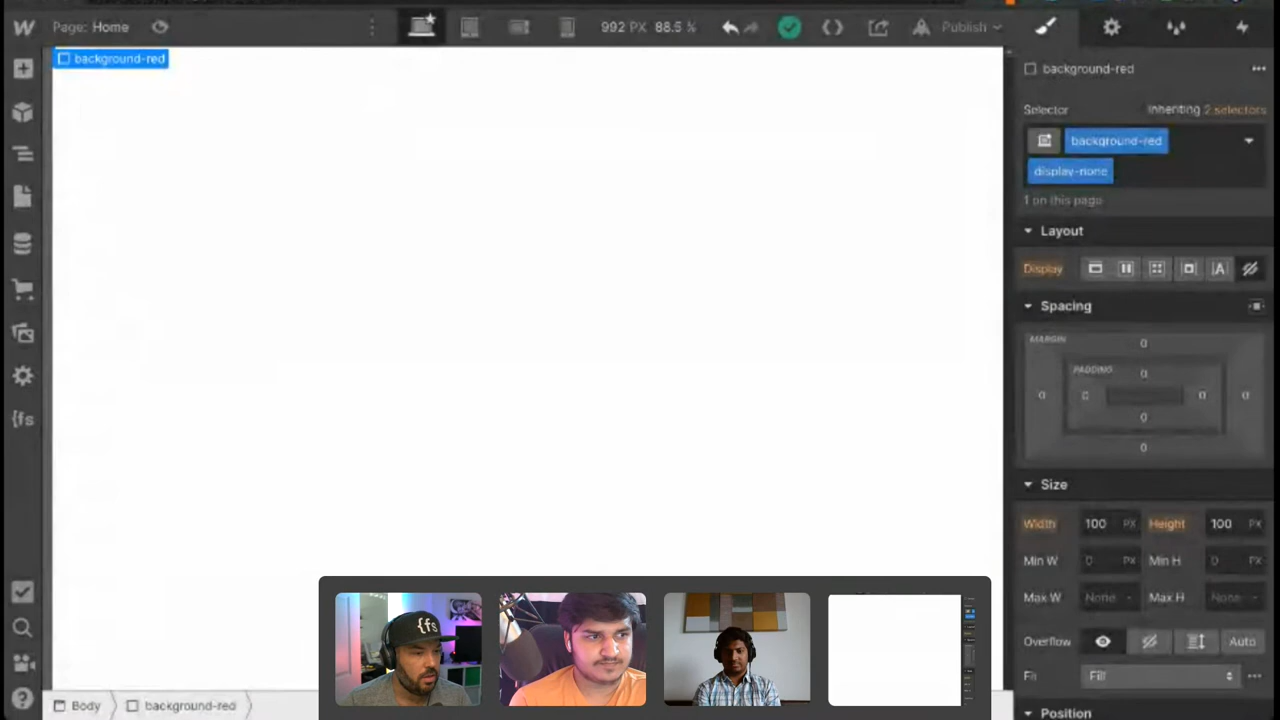 Page: Home
992 PX 88.5 %
Publish
background-red
background-red
Selector
Inheriting 2 selectors
background-red
display-none
1 on this page
Layout
Display
Spacing
MARGIN
0
PADDING
0
0
0
0
0
0
0
Size
Width 100 PX Height 100 PX
Min W 0 PX Min H 0 PX
Max W None Max H None
Overflow Auto
Fit Fill
Position
{fs
{fs
Body
background-red